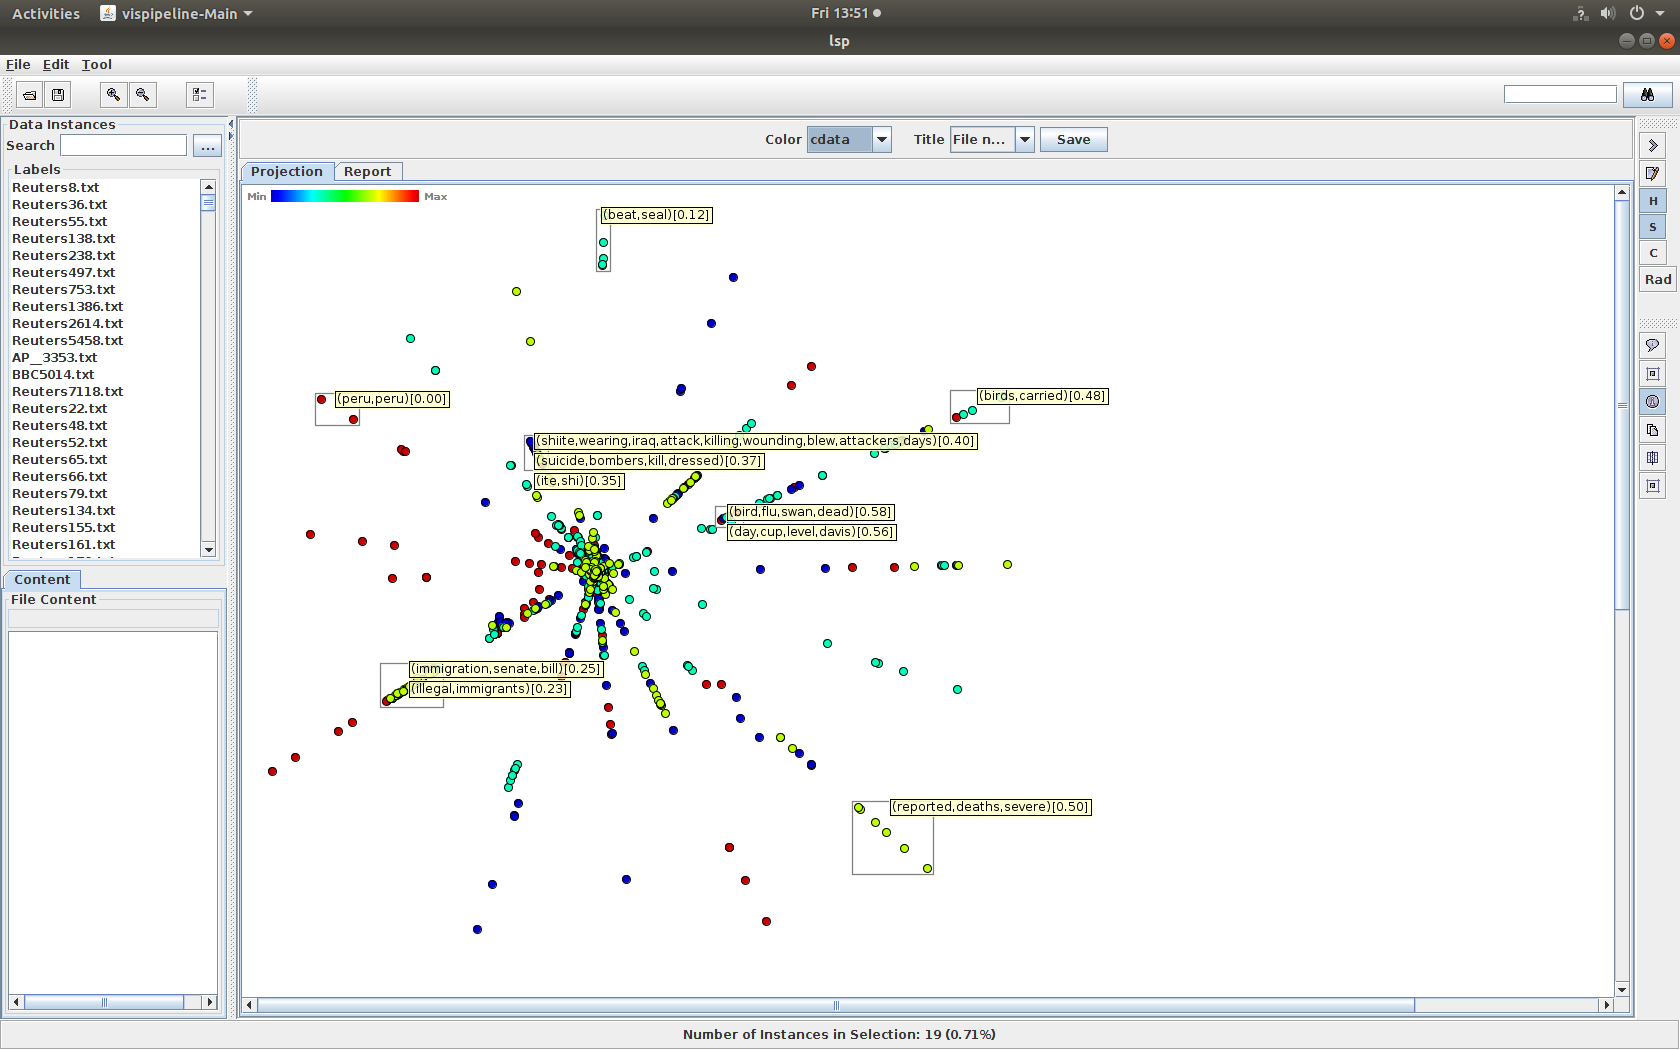 Activities vispipeline-Main Fri 13:51
lsp
File Edit Tool
Data Instances
Search ...
Labels
Reuters8.txt
Reuters36.txt
Reuters55.txt
Reuters138.txt
Reuters238.txt
Reuters497.txt
Reuters753.txt
Reuters1386.txt
Reuters2614.txt
Reuters5458.txt
AP__3353.txt
BBC5014.txt
Reuters7118.txt
Reuters22.txt
Reuters48.txt
Reuters52.txt
Reuters65.txt
Reuters66.txt
Reuters79.txt
Reuters134.txt
Reuters155.txt
Reuters161.txt
Content
File Content
Color cdata Title File n... Save
Projection Report
Min Max
(beat,seal)[0.12]
(peru,peru)[0.00]
(birds,carried)[0.48]
(shiite,wearing,iraq,attack,killing,wounding,blew,attackers,days)[0.40]
(suicide,bombers,kill,dressed)[0.37]
(ite,shi)[0.35]
(bird,flu,swan,dead)[0.58]
(day,cup,level,davis)[0.56]
(immigration,senate,bill)[0.25]
(illegal,immigrants)[0.23]
(reported,deaths,severe)[0.50]
H
S
C
Rad
Number of Instances in Selection: 19 (0.71%)